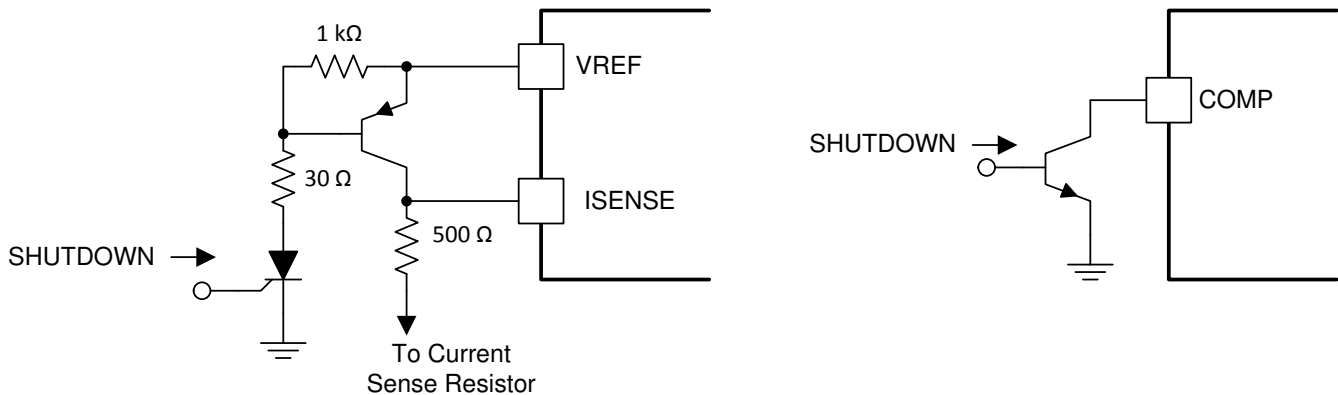 1 kΩ
VREF
30 Ω
ISENSE
500 Ω
SHUTDOWN
To Current
Sense Resistor
COMP
SHUTDOWN